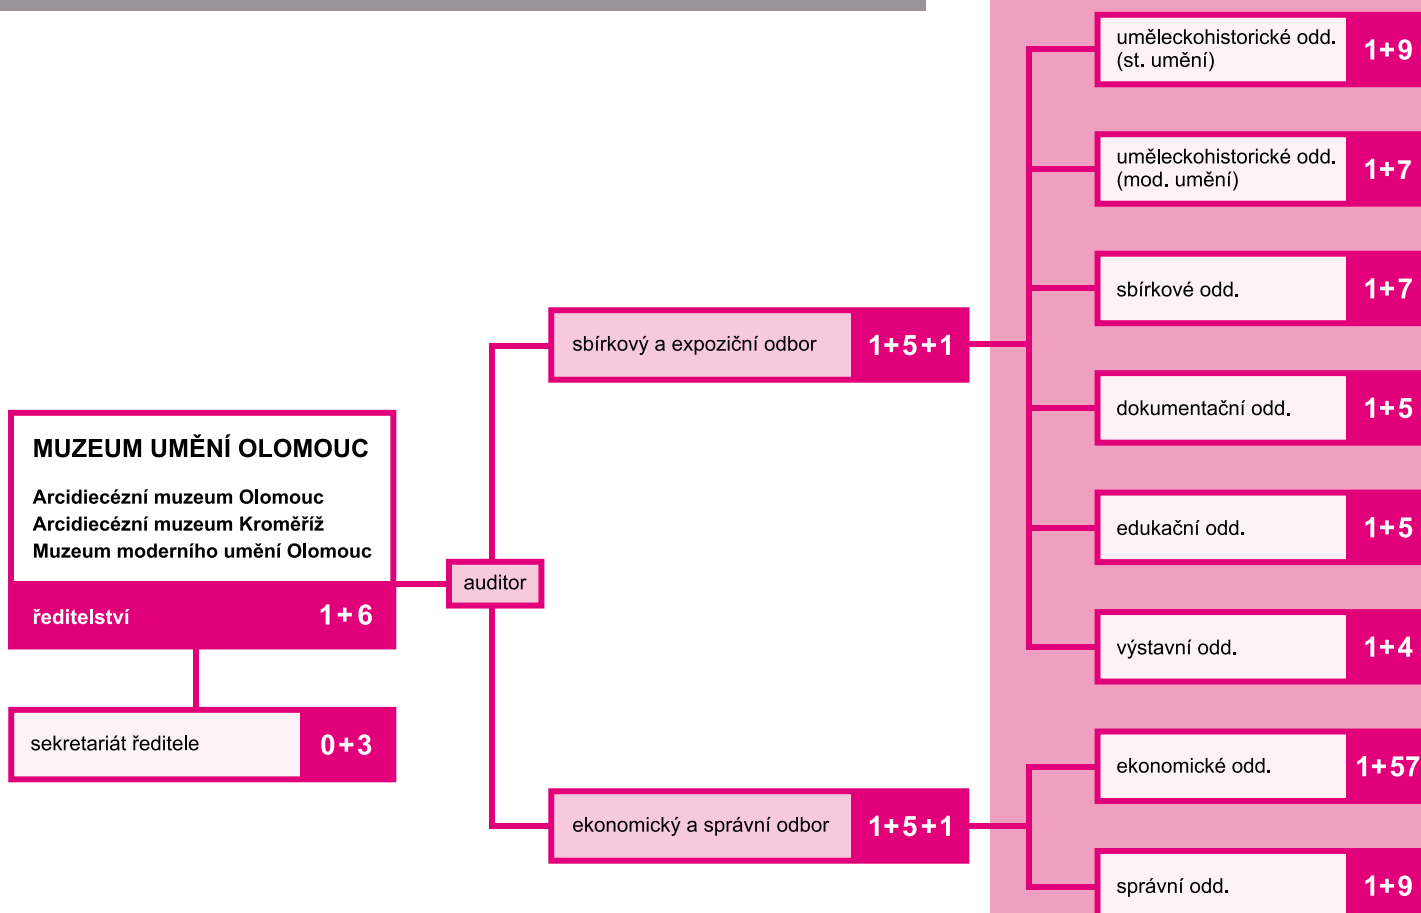 MUZEUM UMĚNÍ OLOMOUC
Arcidiecézní muzeum Olomouc
Arcidiecézní muzeum Kroměříž
Muzeum moderního umění Olomouc
ředitelství 1+6
sekretariát ředitele 0+3
auditor
sbírkový a expoziční odbor 1+5+1
ekonomický a správní odbor 1+5+1
uměleckohistorické odd.
(st. umění) 1+9
uměleckohistorické odd.
(mod. umění) 1+7
sbírkové odd. 1+7
dokumentační odd. 1+5
edukační odd. 1+5
výstavní odd. 1+4
ekonomické odd. 1+57
správní odd. 1+9